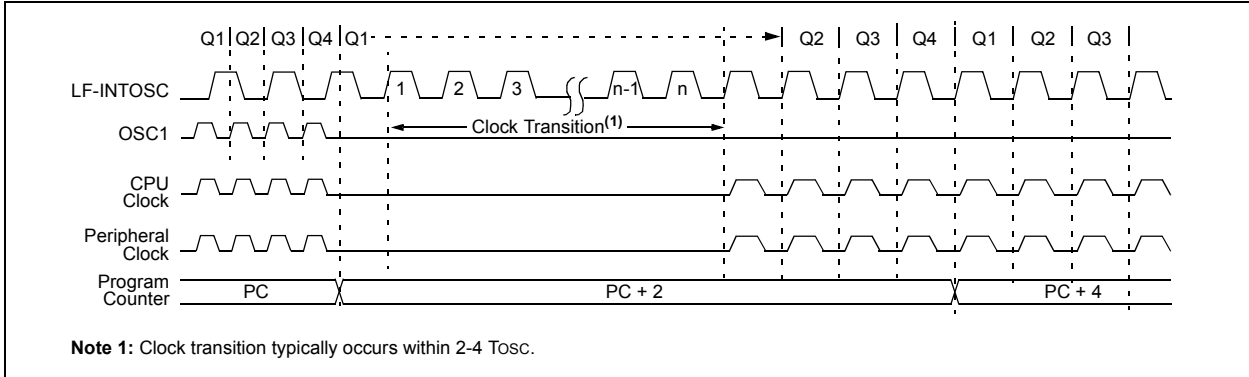 Q1 Q2 Q3 Q4 Q1 Q2 Q3 Q4 Q1 Q2 Q3
LF-INTOSC 1 2 3 n-1 n
Clock Transition(1)
OSC1
CPU
Clock
Peripheral
Clock
Program
Counter PC PC + 2 PC + 4
Note 1: Clock transition typically occurs within 2-4 TOSC.